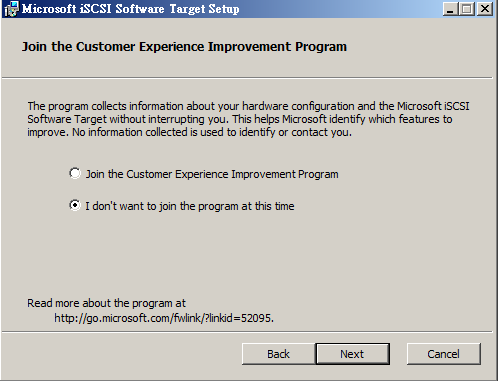 Microsoft iSCSI Software Target Setup
Join the Customer Experience Improvement Program
The program collects information about your hardware configuration and the Microsoft iSCSI
Software Target without interrupting you. This helps Microsoft identify which features to
improve. No information collected is used to identify or contact you.
Join the Customer Experience Improvement Program
I don't want to join the program at this time
Read more about the program at
http://go.microsoft.com/fwlink/?linkid=52095.
Back Next Cancel